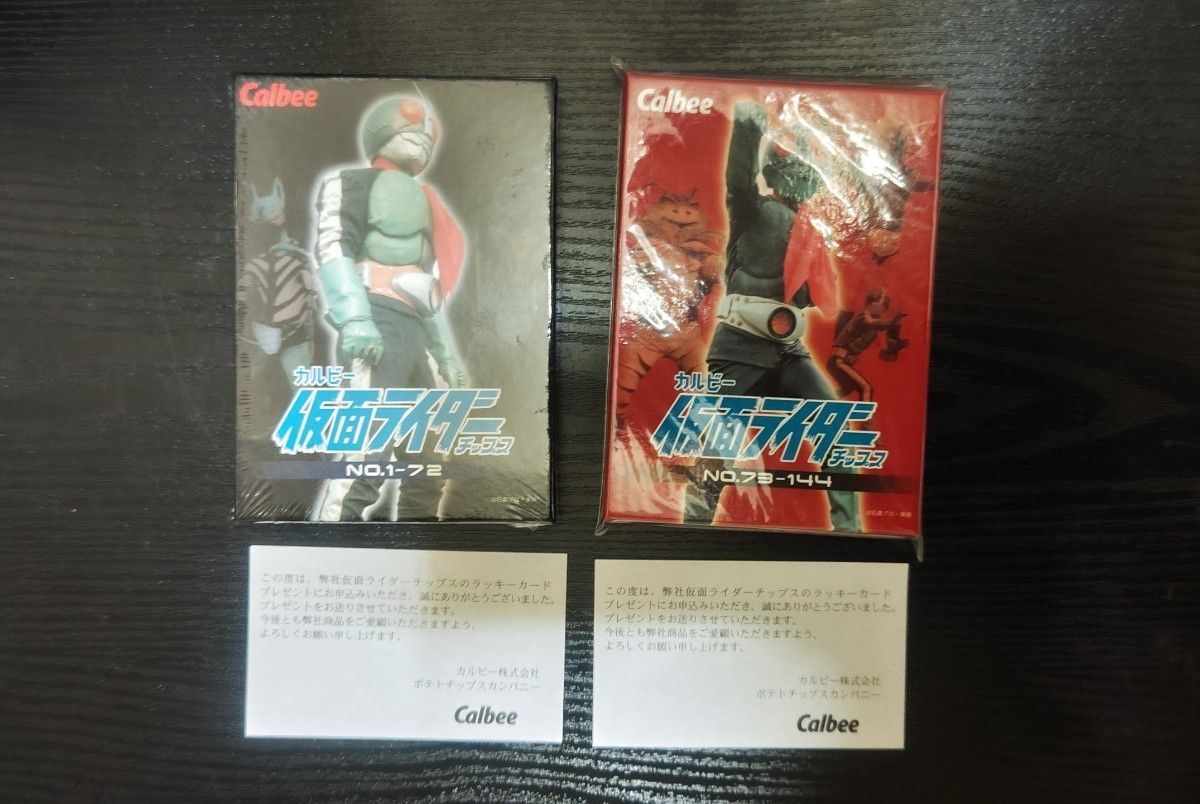 Calbee
カルビー
仮面ライダー
チップス
NO.1-72
Calbee
カルビー
仮面ライダー
チップス
NO.73-144
©石森プロ・東映
この度は、弊社仮面ライダーチップスのラッキーカード
プレゼントにお申込みいただき、誠にありがとうございました。
プレゼントをお送りさせていただきます。
今後とも弊社商品をご愛顧いただきますよう、
よろしくお願い申し上げます。
カルビー株式会社
ポテトチップスカンパニー
Calbee
この度は、弊社仮面ライダーチップスのラッキーカード
プレゼントにお申込みいただき、誠にありがとうございました。
プレゼントをお送りさせていただきます。
今後とも弊社商品をご愛顧いただきますよう、
よろしくお願い申し上げます。
カルビー株式会社
ポテトチップスカンパニー
Calbee